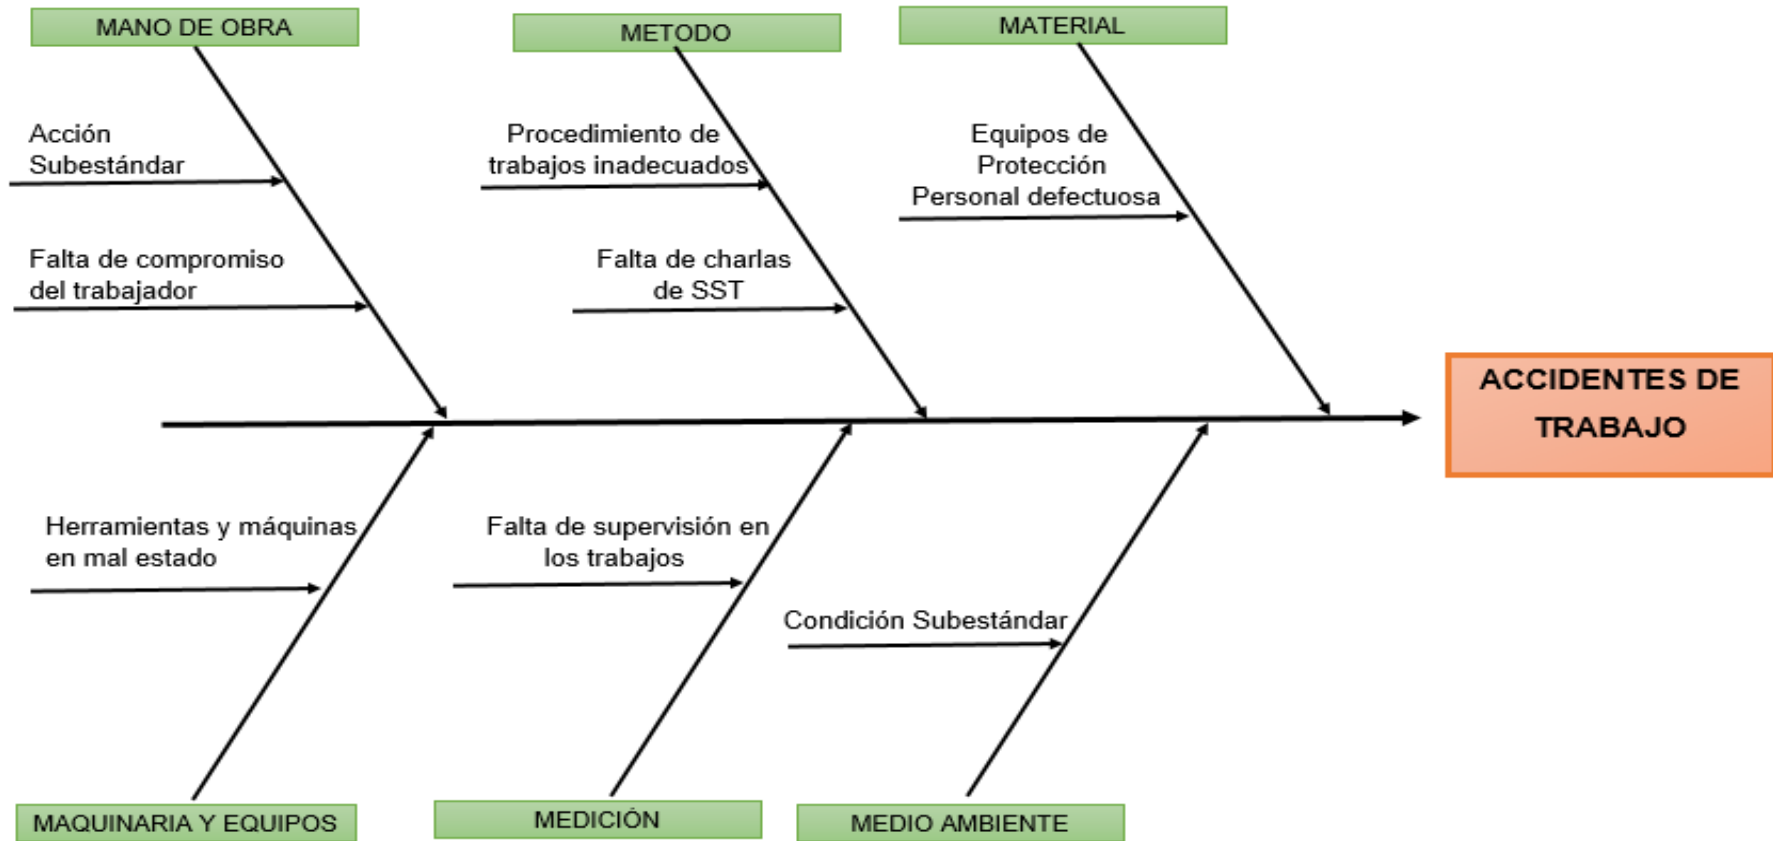 MANO DE OBRA
METODO
MATERIAL
Acción
Subestándar
Procedimiento de
trabajos inadecuados
Equipos de
Protección
Personal defectuosa
Falta de compromiso
del trabajador
Falta de charlas
de SST
ACCIDENTES DE
TRABAJO
Herramientas y máquinas
en mal estado
Falta de supervisión en
los trabajos
Condición Subestándar
MAQUINARIA Y EQUIPOS
MEDICIÓN
MEDIO AMBIENTE